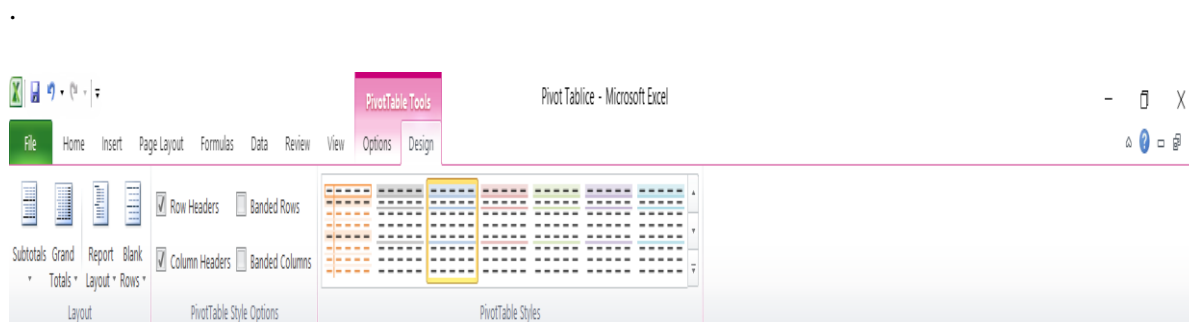 .
PivotTable Tools
Pivot Tablice - Microsoft Excel
File Home Insert Page Layout Formulas Data Review View Options Design
Row Headers Banded Rows
Subtotals Grand Totals Report Layout Blank Rows
Column Headers Banded Columns
Layout PivotTable Style Options PivotTable Styles